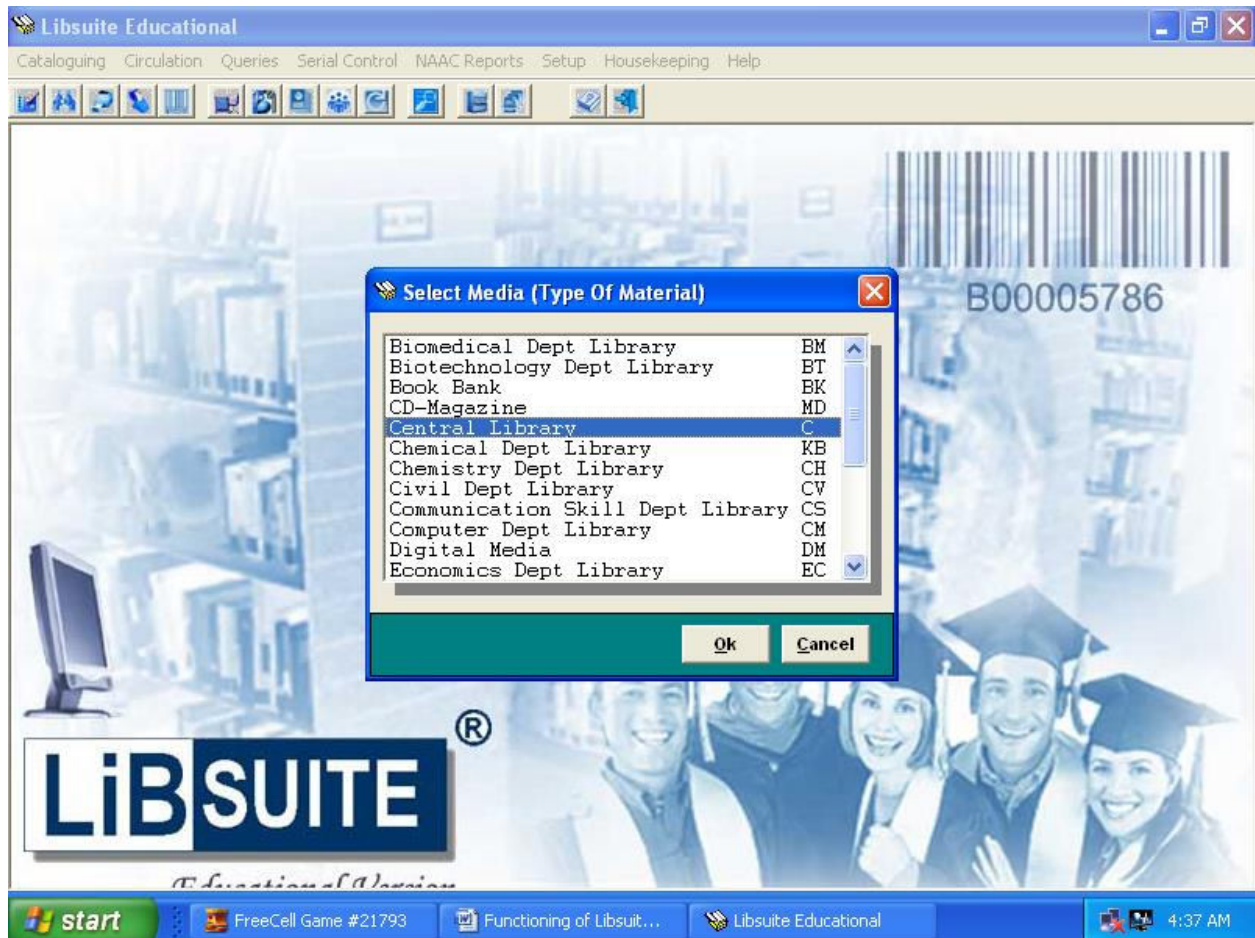 Libsuite Educational
Cataloguing Circulation Queries Serial Control NAAC Reports Setup Housekeeping Help
B00005786
Select Media (Type Of Material)
Biomedical Dept Library BM
Biotechnology Dept Library BT
Book Bank BK
CD-Magazine MD
Central Library C
Chemical Dept Library KB
Chemistry Dept Library CH
Civil Dept Library CV
Communication Skill Dept Library CS
Computer Dept Library CM
Digital Media DM
Economics Dept Library EC
Ok Cancel
®
LiBSUITE
Educational Version
start FreeCell Game #21793 Functioning of Libsuit... Libsuite Educational 4:37 AM